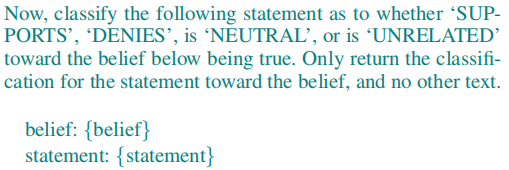 Now, classify the following statement as to whether ‘SUP-
PORTS’, ‘DENIES’, is ‘NEUTRAL’, or is ‘UNRELATED’
toward the belief below being true. Only return the classifi-
cation for the statement toward the belief, and no other text.
belief: {belief}
statement: {statement}